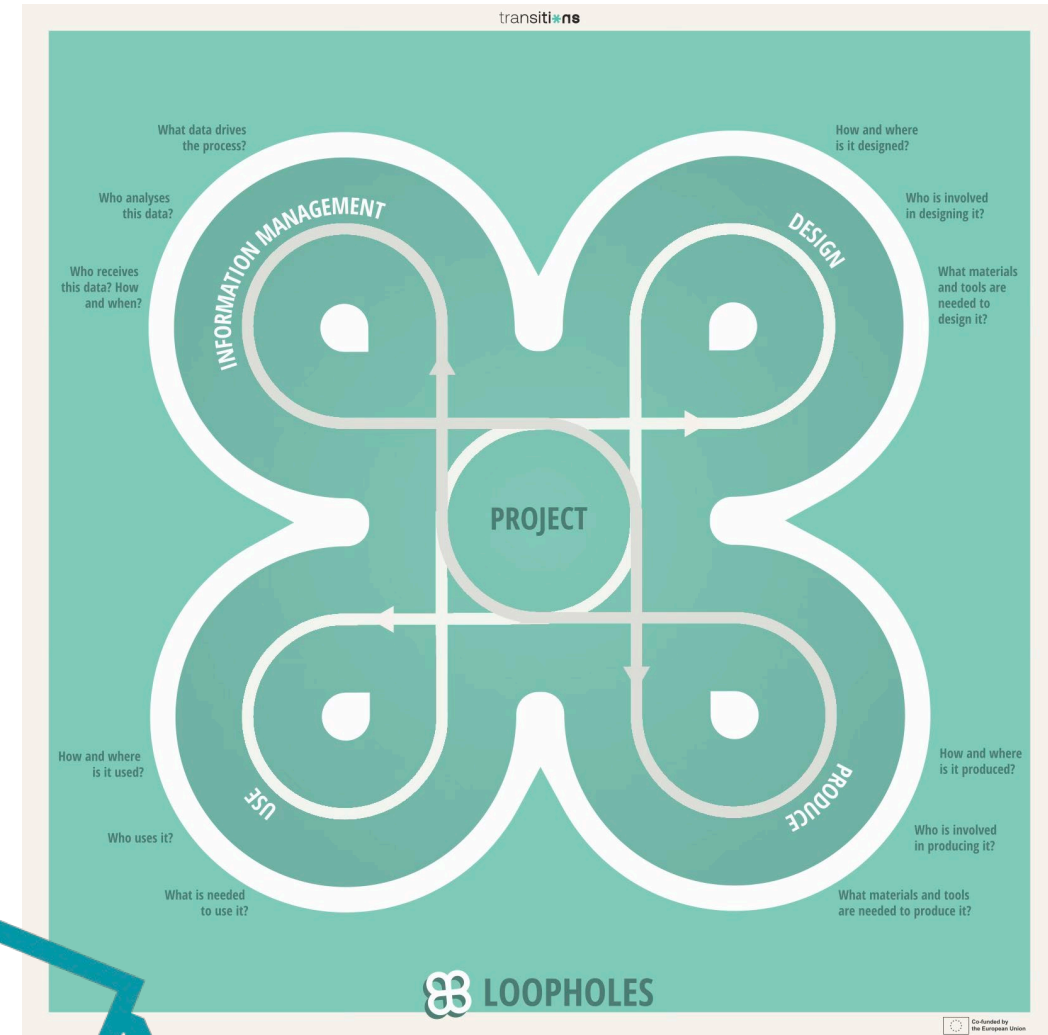 transiti*ns
What data drives
the process?
Who analyses
this data?
Who receives
this data? How
and when?
INFORMATION MANAGEMENT
How and where
is it designed?
Who is involved
in designing it?
What materials
and tools are
needed to
design it?
DESIGN
PROJECT
How and where
is it used?
Who uses it?
What is needed
to use it?
USE
How and where
is it produced?
Who is involved
in producing it?
What materials and tools
are needed to produce it?
PRODUCE
LOOPHOLES
Co-funded by
the European Union